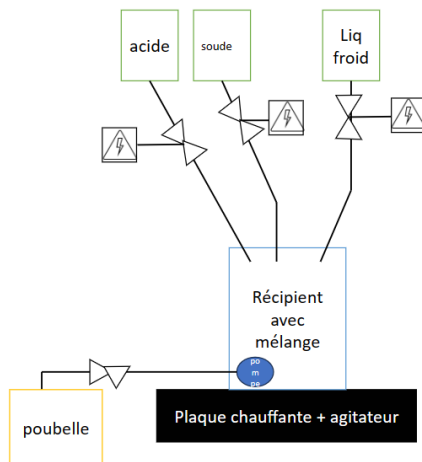 acide
soude
Liq
froid
Récipient
avec
mélange
po
m
pe
Plaque chauffante + agitateur
poubelle